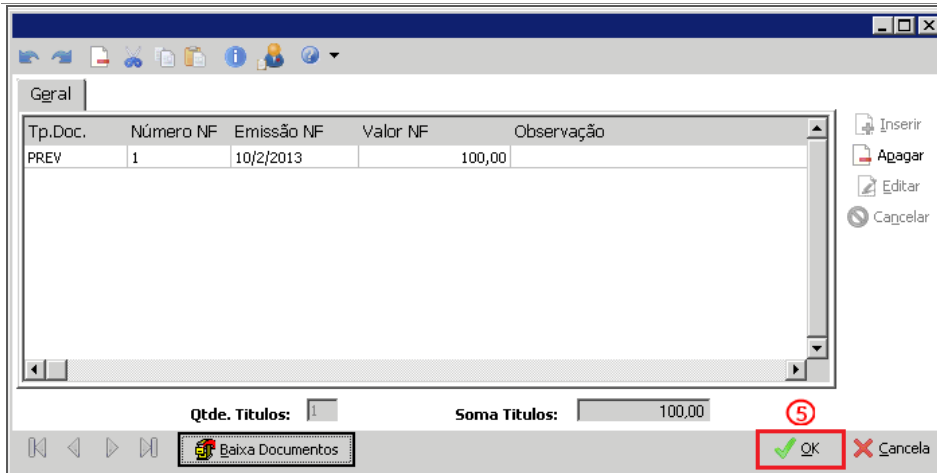 Geral
Tp.Doc. Número NF Emissão NF Valor NF Observação
PREV 1 10/2/2013 100,00
Inserir
Apagar
Editar
Cancelar
Qtde. Titulos: 1 Soma Titulos: 100,00
5
Baixa Documentos OK Cancela